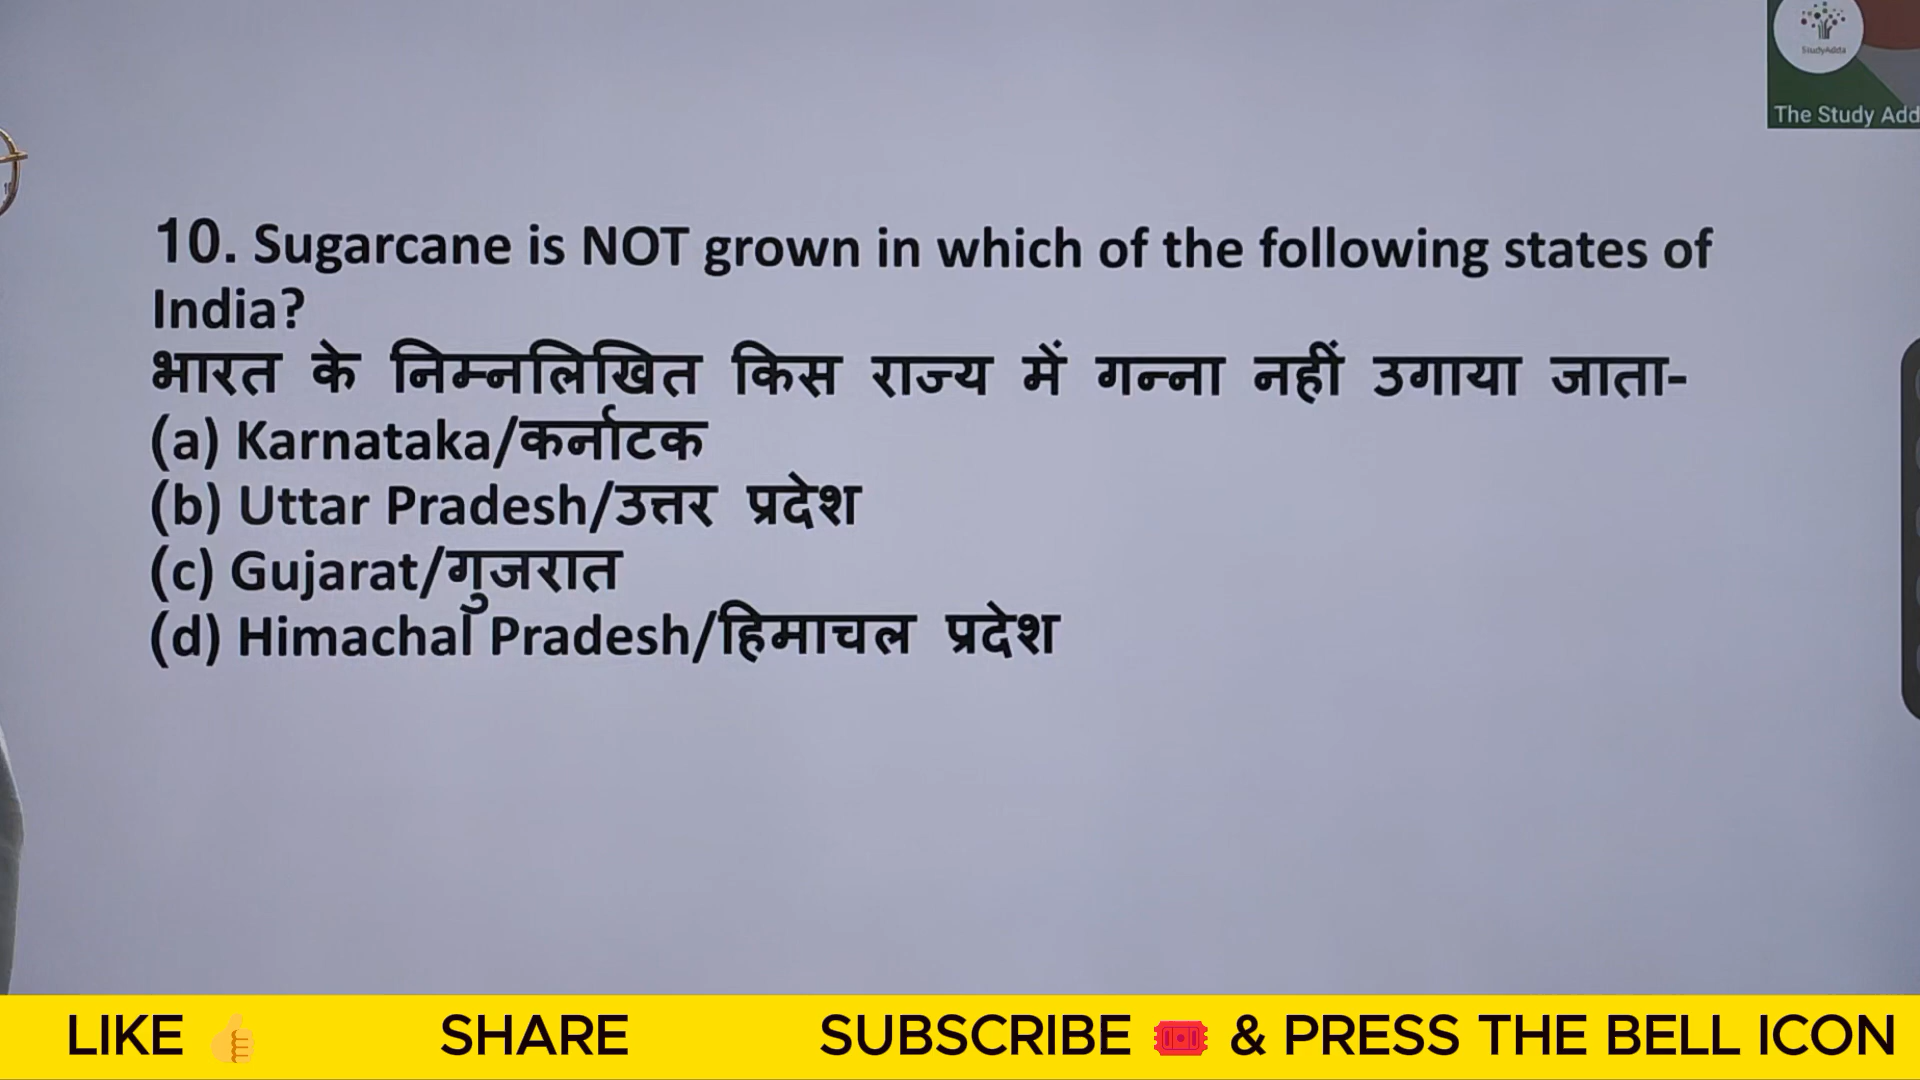 StudyAdda
The Study Add
10. Sugarcane is NOT grown in which of the following states of
India?
भारत के निम्नलिखित किस राज्य में गन्ना नहीं उगाया जाता-
(a) Karnataka/कर्नाटक
(b) Uttar Pradesh/उत्तर प्रदेश
(c) Gujarat/गुजरात
(d) Himachal Pradesh/हिमाचल प्रदेश
LIKE SHARE SUBSCRIBE & PRESS THE BELL ICON